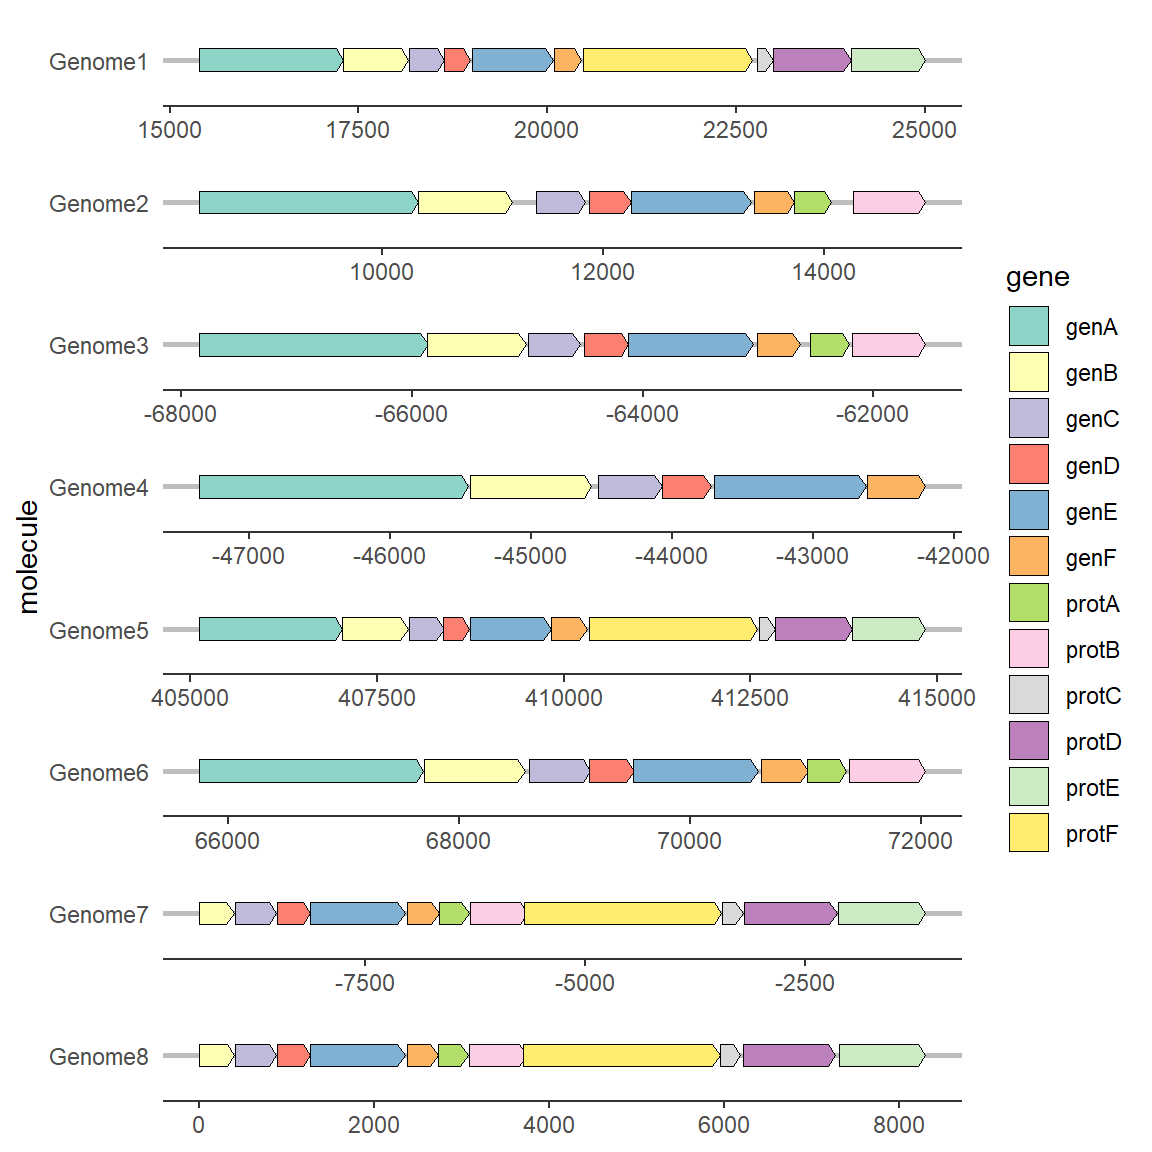 Genome1
15000 17500 20000 22500 25000
Genome2
10000 12000 14000
gene
Genome3
-68000 -66000 -64000 -62000
Genome4
-47000 -46000 -45000 -44000 -43000 -42000
molecule
Genome5
405000 407500 410000 412500 415000
Genome6
66000 68000 70000 72000
Genome7
-7500 -5000 -2500
Genome8
0 2000 4000 6000 8000
genA
genB
genC
genD
genE
genF
protA
protB
protC
protD
protE
protF